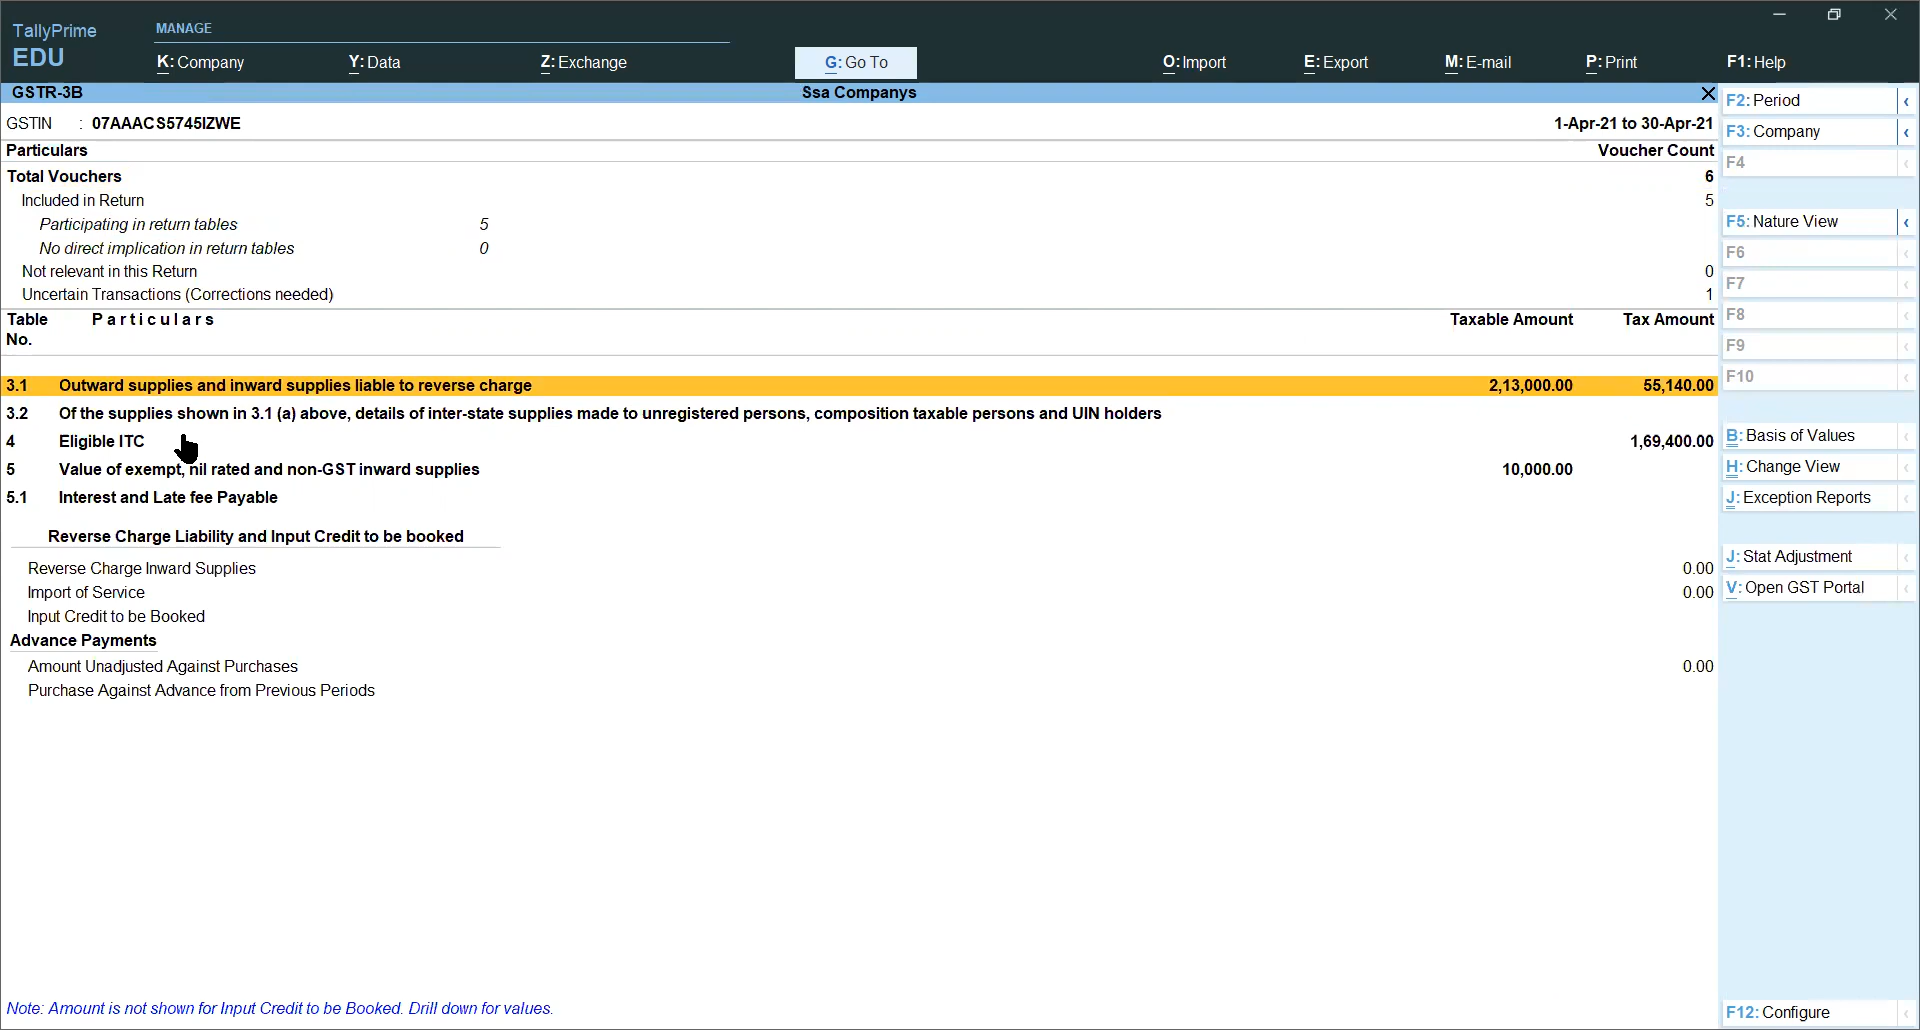 TallyPrime
EDU
MANAGE
K: Company Y: Data Z: Exchange G: Go To O: Import E: Export M: E-mail P: Print F1: Help
GSTR-3B Ssa Companys
GSTIN : 07AAACS5745IZWE 1-Apr-21 to 30-Apr-21
Particulars Voucher Count
Total Vouchers 6
Included in Return 5
Participating in return tables 5
No direct implication in return tables 0
Not relevant in this Return 0
Uncertain Transactions (Corrections needed) 1
Table No. Particulars Taxable Amount Tax Amount
3.1 Outward supplies and inward supplies liable to reverse charge 2,13,000.00 55,140.00
3.2 Of the supplies shown in 3.1 (a) above, details of inter-state supplies made to unregistered persons, composition taxable persons and UIN holders
4 Eligible ITC 1,69,400.00
5 Value of exempt, nil rated and non-GST inward supplies 10,000.00
5.1 Interest and Late fee Payable
Reverse Charge Liability and Input Credit to be booked
Reverse Charge Inward Supplies 0.00
Import of Service 0.00
Input Credit to be Booked
Advance Payments
Amount Unadjusted Against Purchases 0.00
Purchase Against Advance from Previous Periods
Note: Amount is not shown for Input Credit to be Booked. Drill down for values.
F2: Period
F3: Company
F4
F5: Nature View
F6
F7
F8
F9
F10
B: Basis of Values
H: Change View
J: Exception Reports
J: Stat Adjustment
V: Open GST Portal
F12: Configure